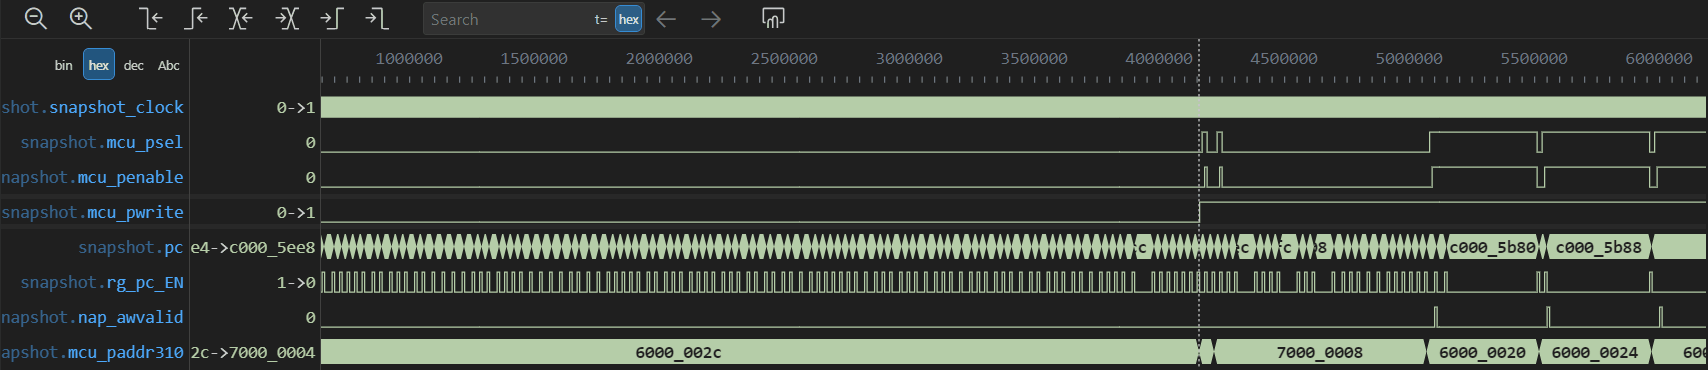 Search t= hex
bin hex dec Abc 1000000 1500000 2000000 2500000 3000000 3500000 4000000 4500000 5000000 5500000 6000000
shot.snapshot_clock 0->1
snapshot.mcu_psel 0
napshot.mcu_penable 0
snapshot.mcu_pwrite 0->1
snapshot.pc e4->c000_5ee8 c000_5b80 c000_5b88
snapshot.rg_pc_EN 1->0
napshot.nap_awvalid 0
apshot.mcu_paddr310 2c->7000_0004 6000_002c 7000_0008 6000_0020 6000_0024 600